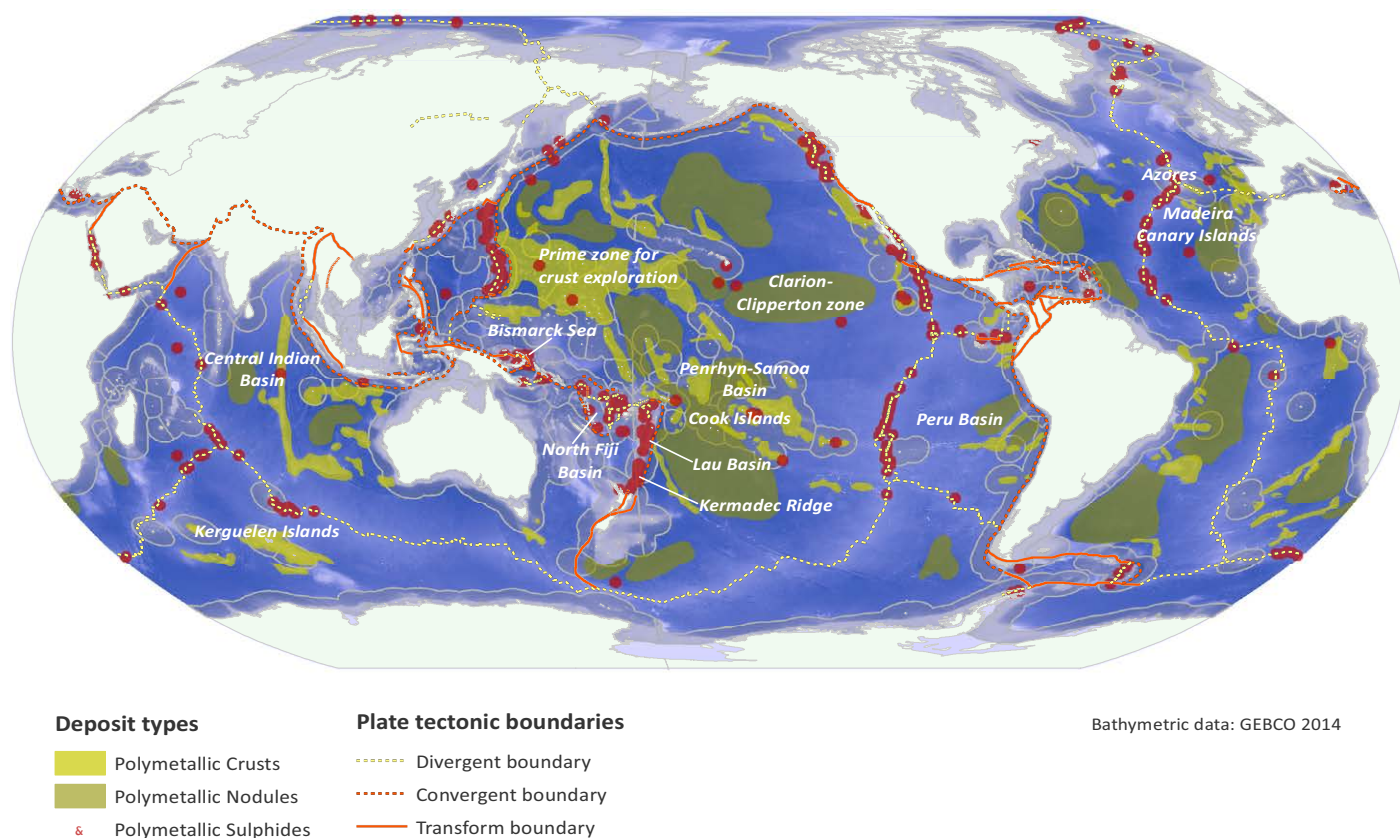 Azores
Madeira
Canary Islands
Prime zone for
crust exploration
Clarion-
Clipperton zone
Bismarck Sea
Central Indian
Basin
Penrhyn-Samoa
Basin
Cook Islands
Peru Basin
North Fiji
Basin
Lau Basin
Kermadec Ridge
Kerguelen Islands
Deposit types
Polymetallic Crusts
Polymetallic Nodules
& Polymetallic Sulphides
Plate tectonic boundaries
Divergent boundary
Convergent boundary
Transform boundary
Bathymetric data: GEBCO 2014